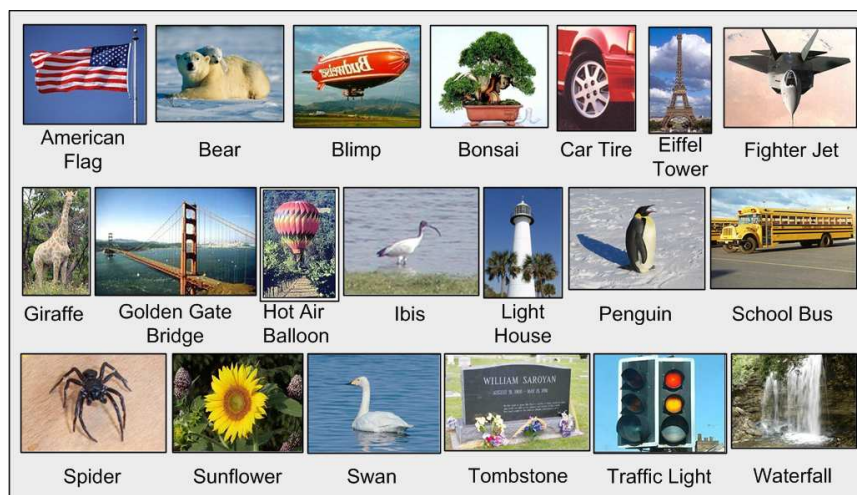 Budweiser
American
Flag
Bear
Blimp
Bonsai
Car Tire
Eiffel
Tower
Fighter Jet
Giraffe
Golden Gate
Bridge
Hot Air
Balloon
Ibis
Light
House
Penguin
School Bus
WILLIAM SAROYAN
Spider
Sunflower
Swan
Tombstone
Traffic Light
Waterfall